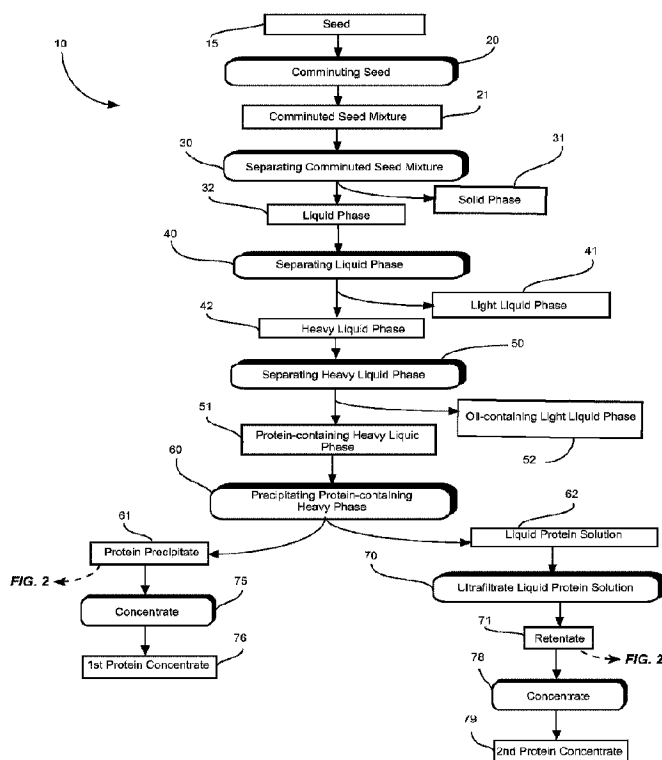 Seed
15
10
20
Comminuting Seed
21
Comminuted Seed Mixture
30
31
Separating Comminuted Seed Mixture
32
Solid Phase
Liquid Phase
40
41
Separating Liquid Phase
42
Light Liquid Phase
Heavy Liquid Phase
50
Separating Heavy Liquid Phase
51
Oil-containing Light Liquid Phase
Protein-containing Heavy Liquic
Phase
52
60
Precipitating Protein-containing
Heavy Phase
61
62
Protein Precipitate
Liquid Protein Solution
FIG. 2
75
70
Concentrate
Ultrafiltrate Liquid Protein Solution
71
Retentate
1st Protein Concentrate
76
78
FIG. 2
Concentrate
79
2nd Protein Concentrate